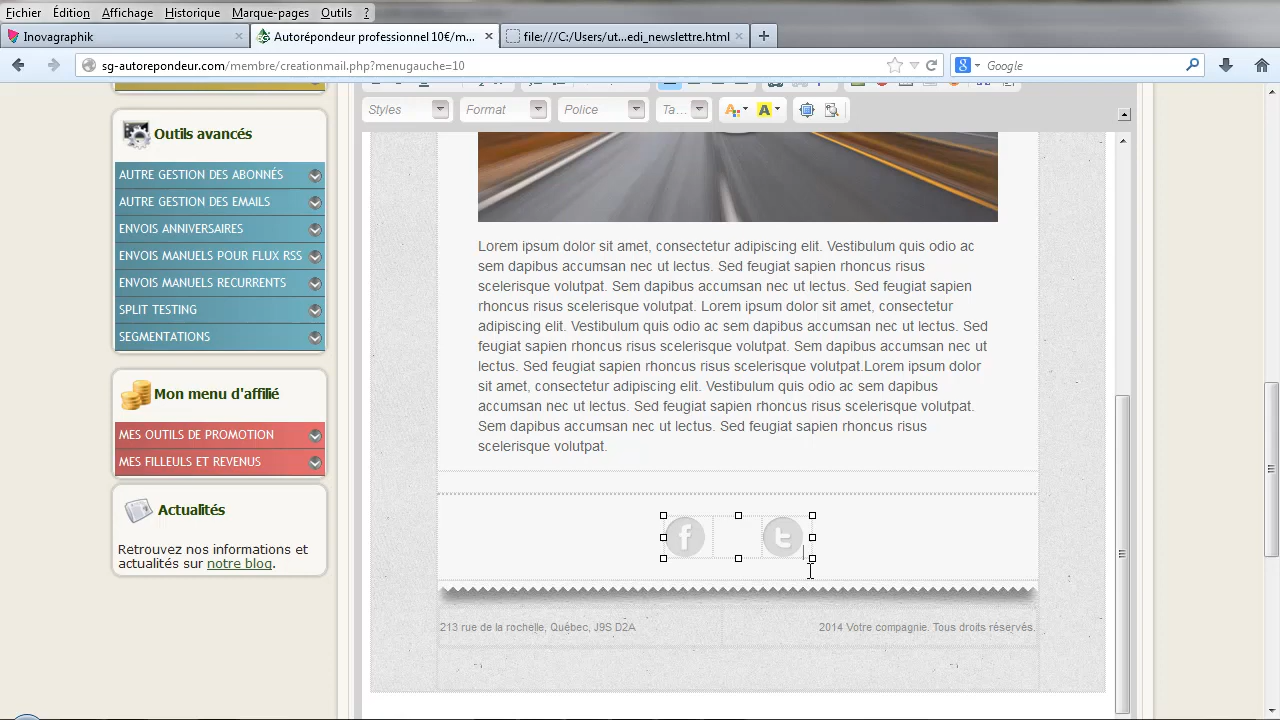 Fichier Édition Affichage Historique Marque-pages Outils ?
Inovagraphik
Autorépondeur professionnel 10€/m...
file:///C:/Users/ut...edi_newslettre.html
sg-autorepondeur.com/membre/creationmail.php?menugauche=10
Google
Styles
Format
Police
Ta...
Outils avancés
AUTRE GESTION DES ABONNÉS
AUTRE GESTION DES EMAILS
ENVOIS ANNIVERSAIRES
ENVOIS MANUELS POUR FLUX RSS
ENVOIS MANUELS RECURRENTS
SPLIT TESTING
SEGMENTATIONS
Mon menu d'affilié
MES OUTILS DE PROMOTION
MES FILLEULS ET REVENUS
Actualités
Retrouvez nos informations et
actualités sur notre blog.
Lorem ipsum dolor sit amet, consectetur adipiscing elit. Vestibulum quis odio ac
sem dapibus accumsan nec ut lectus. Sed feugiat sapien rhoncus risus
scelerisque volutpat. Sem dapibus accumsan nec ut lectus. Sed feugiat sapien
rhoncus risus scelerisque volutpat. Lorem ipsum dolor sit amet, consectetur
adipiscing elit. Vestibulum quis odio ac sem dapibus accumsan nec ut lectus. Sed
feugiat sapien rhoncus risus scelerisque volutpat. Sem dapibus accumsan nec ut
lectus. Sed feugiat sapien rhoncus risus scelerisque volutpat.Lorem ipsum dolor
sit amet, consectetur adipiscing elit. Vestibulum quis odio ac sem dapibus
accumsan nec ut lectus. Sed feugiat sapien rhoncus risus scelerisque volutpat.
Sem dapibus accumsan nec ut lectus. Sed feugiat sapien rhoncus risus
scelerisque volutpat.
213 rue de la rochelle, Québec, J9S D2A
2014 Votre compagnie. Tous droits réservés.